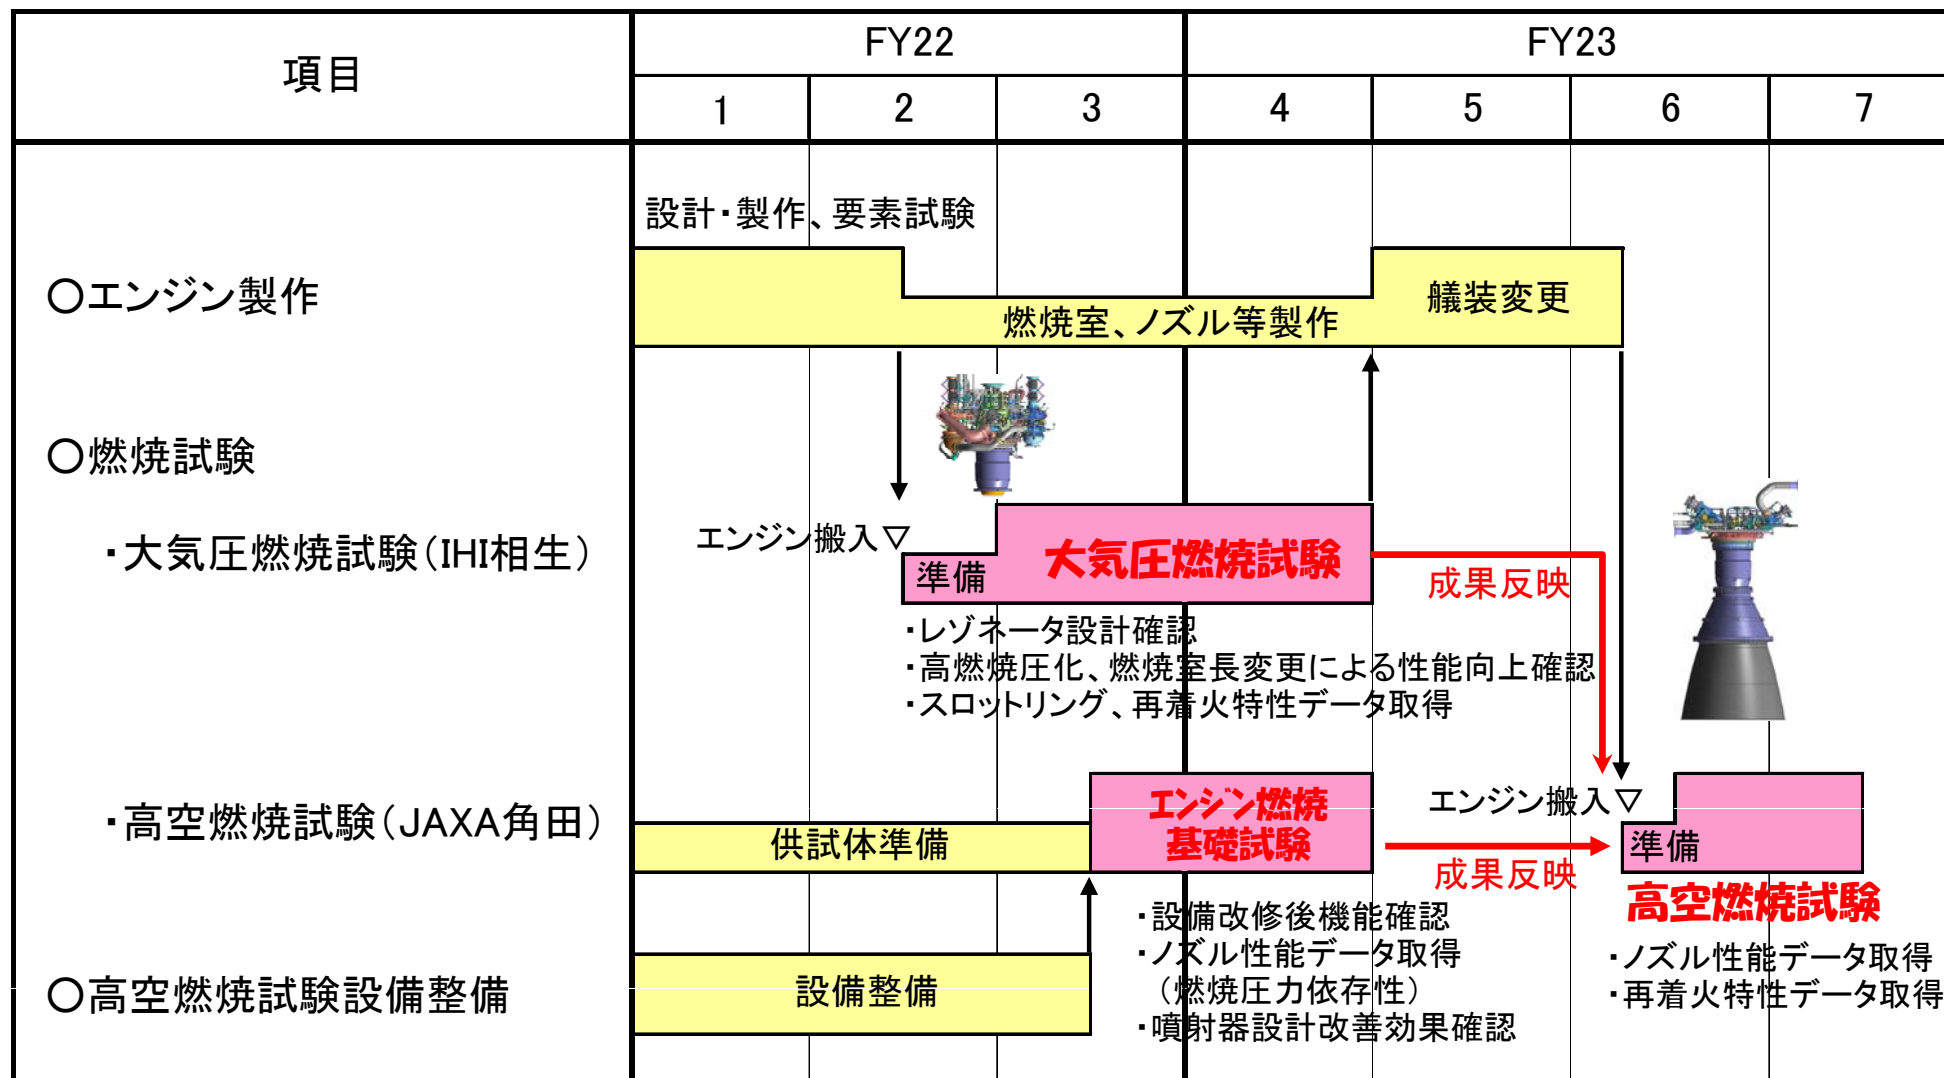 項目
FY22
FY23
1
2
3
4
5
6
7
設計・製作、要素試験
○エンジン製作
燃焼室、ノズル等製作
艤装変更
○燃焼試験
・大気圧燃焼試験(IHI相生)
エンジン搬入▽
準備
大気圧燃焼試験
成果反映
・レゾネータ設計確認
・高燃焼圧化、燃焼室長変更による性能向上確認
・スロットリング、再着火特性データ取得
・高空燃焼試験(JAXA角田)
供試体準備
エンジン燃焼
基礎試験
成果反映
エンジン搬入▽
準備
高空燃焼試験
・設備改修後機能確認
・ノズル性能データ取得
(燃焼圧力依存性)
・噴射器設計改善効果確認
・ノズル性能データ取得
・再着火特性データ取得
○高空燃焼試験設備整備
設備整備